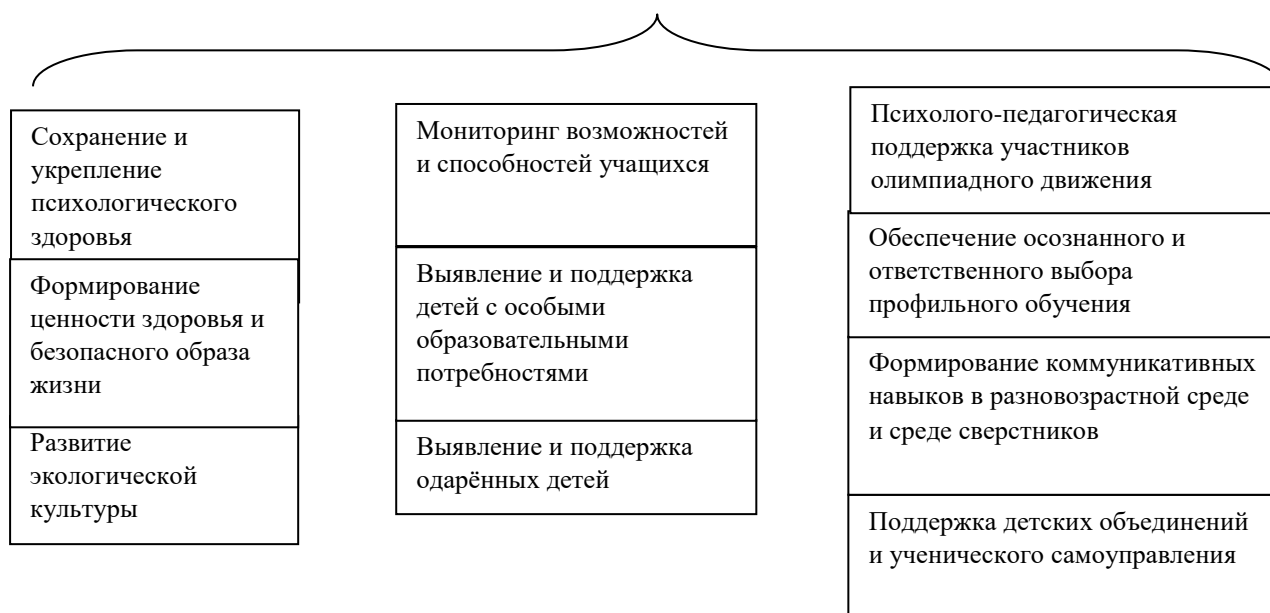 Сохранение и
укрепление
психологического
здоровья
Формирование
ценности здоровья и
безопасного образа
жизни
Развитие
экологической
культуры
Мониторинг возможностей
и способностей учащихся
Выявление и поддержка
детей с особыми
образовательными
потребностями
Выявление и поддержка
одарённых детей
Психолого-педагогическая
поддержка участников
олимпиадного движения
Обеспечение осознанного и
ответственного выбора
профильного обучения
Формирование коммуникативных
навыков в разновозрастной среде
и среде сверстников
Поддержка детских объединений
и ученического самоуправления